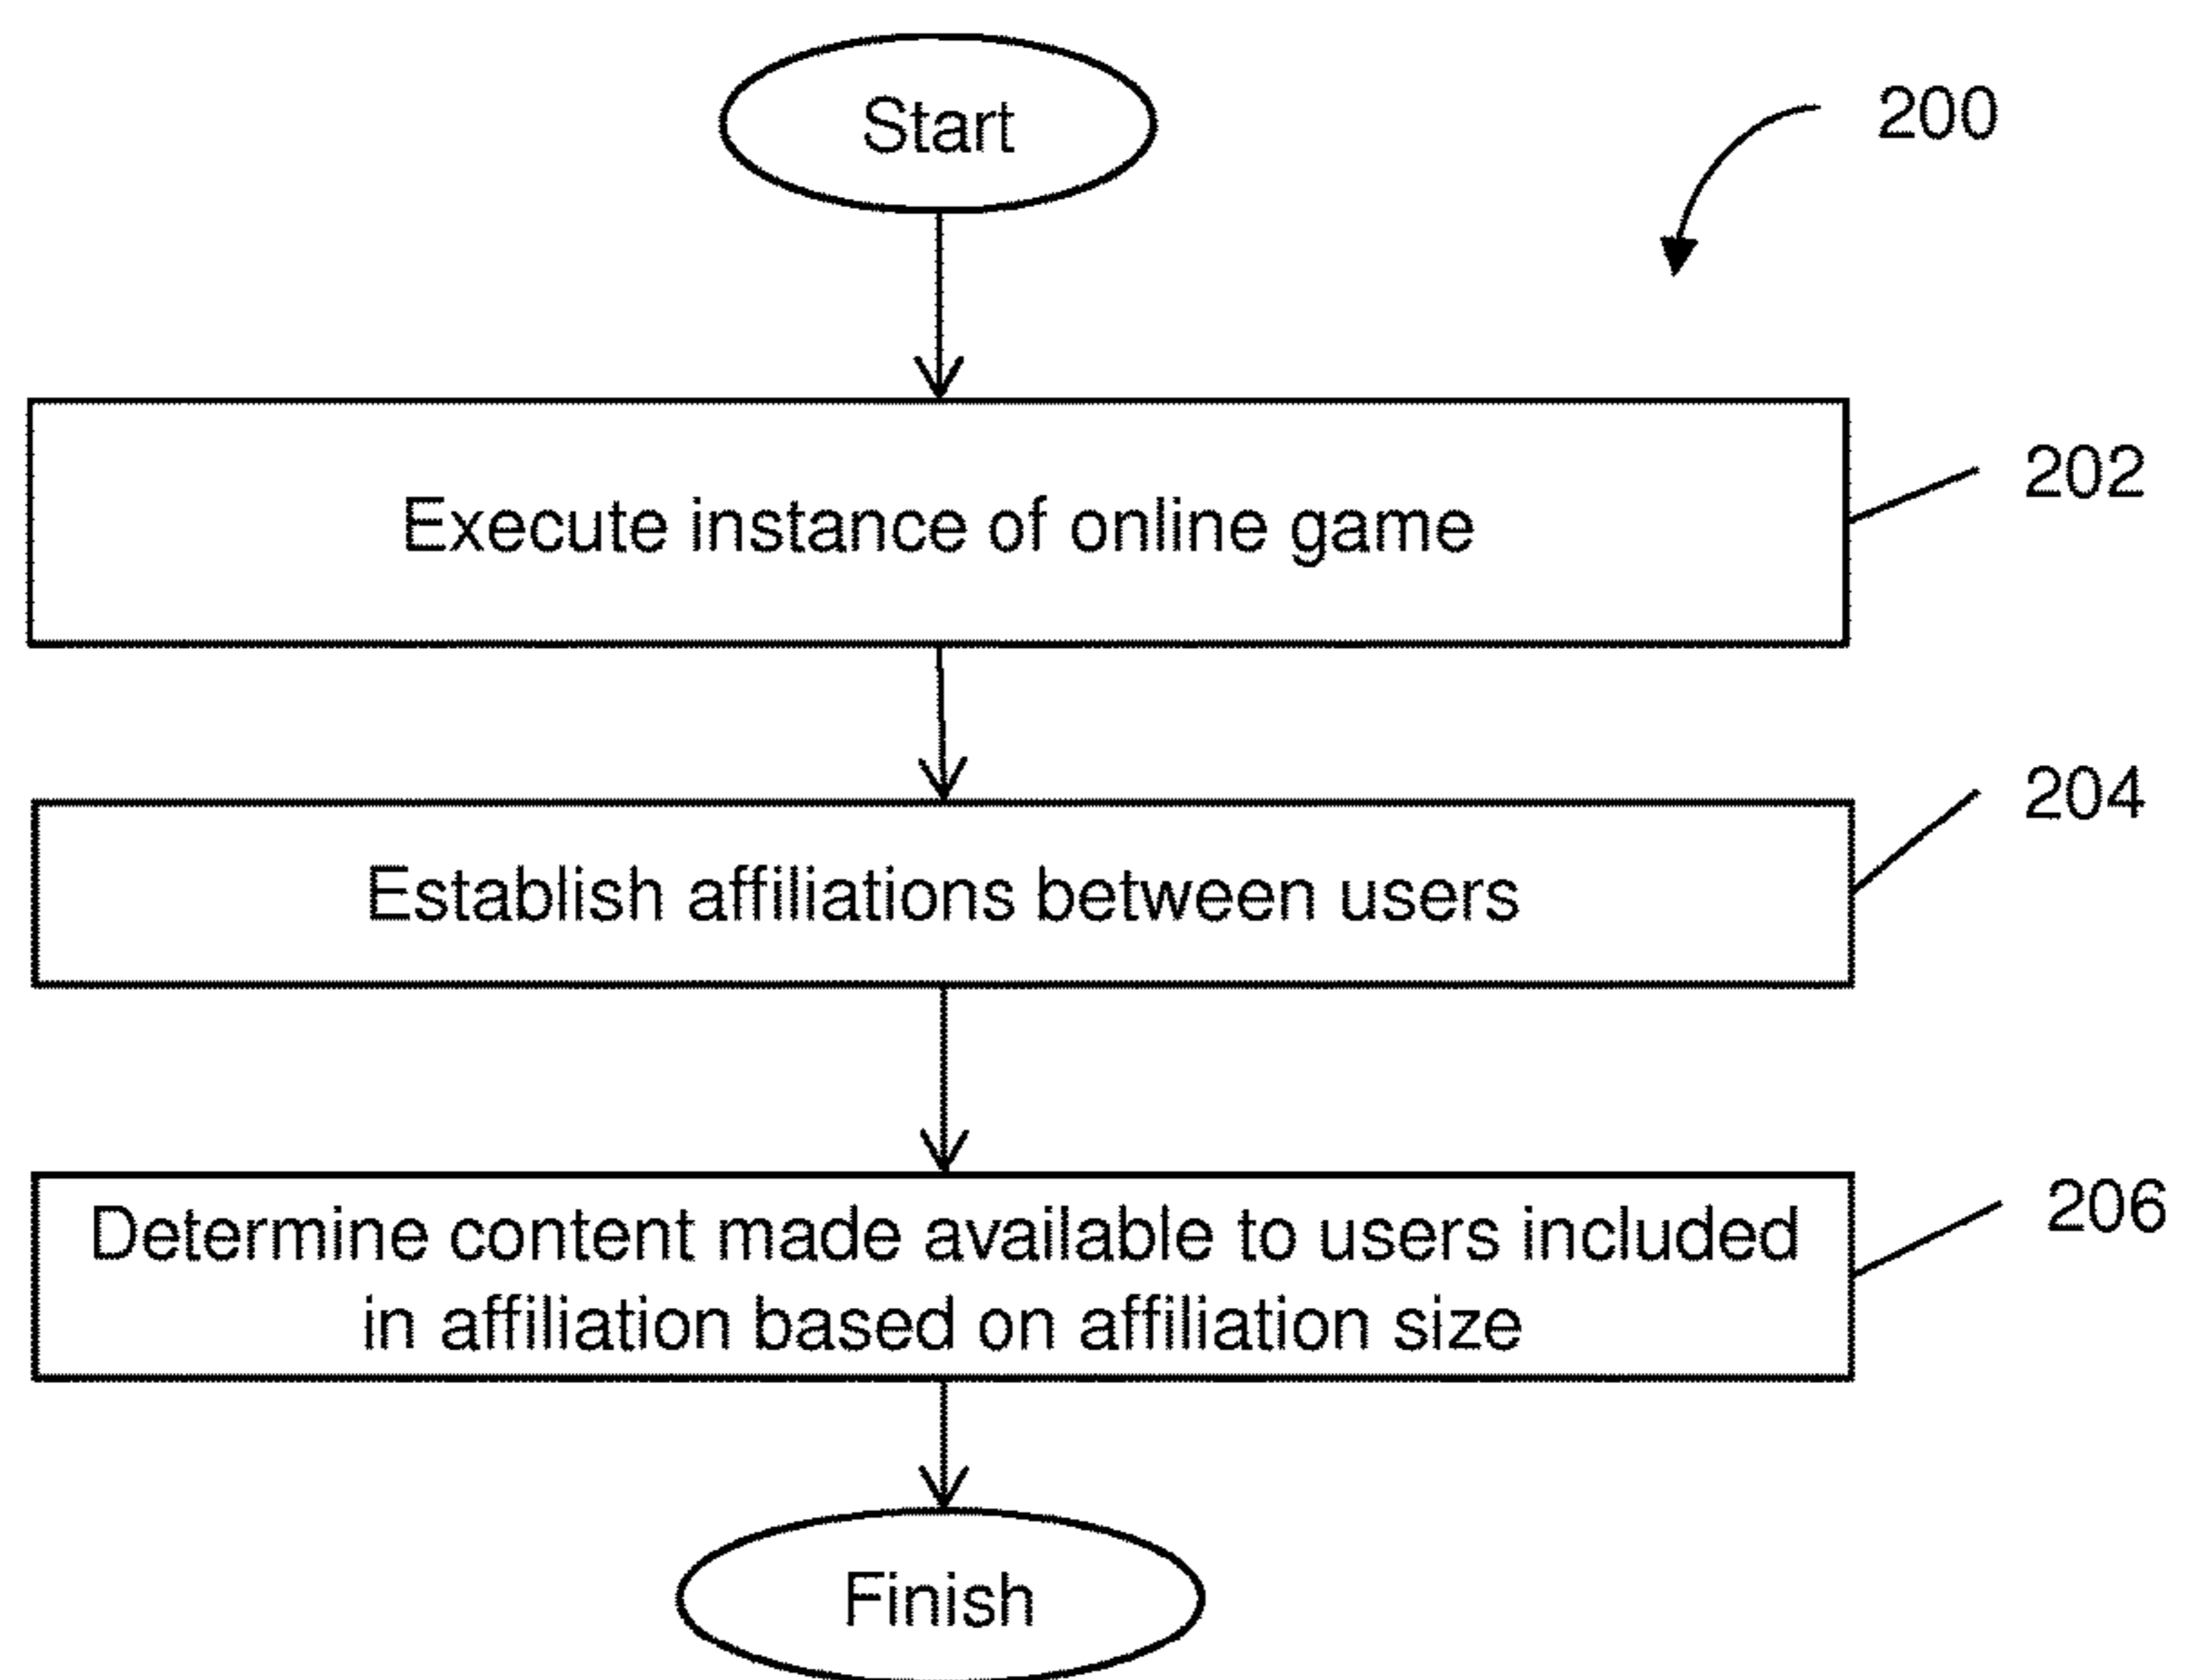 Start
200
Execute instance of online game
202
Establish affiliations between users
204
Determine content made available to users included
in affiliation based on affiliation size
206
Finish